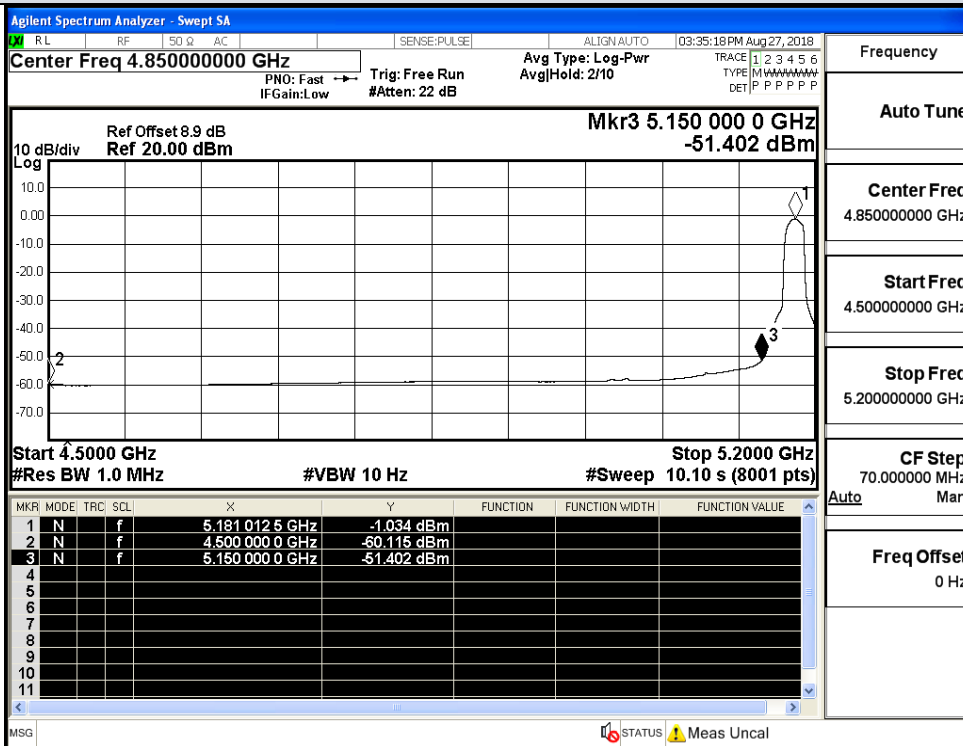 Agilent Spectrum Analyzer - Swept SA
LXI RL RF 50 Ω AC SENSE:PULSE ALIGN AUTO 03:35:18 PM Aug 27, 2018
Center Freq 4.850000000 GHz
PNO: Fast
IFGain:Low
Trig: Free Run
#Atten: 22 dB
Avg Type: Log-Pwr
Avg|Hold: 2/10
TRACE 1 2 3 4 5 6
TYPE M WWWWW
DET P P P P P P
Mkr3 5.150 000 0 GHz
-51.402 dBm
Ref Offset 8.9 dB
10 dB/div Ref 20.00 dBm
Log
10.0
0.00
-10.0
-20.0
-30.0
-40.0
-50.0
-60.0
-70.0
1
2
3
Start 4.5000 GHz Stop 5.2000 GHz
#Res BW 1.0 MHz #VBW 10 Hz #Sweep 10.10 s (8001 pts)
MKR MODE TRC SCL X Y FUNCTION FUNCTION WIDTH FUNCTION VALUE
1 N f 5.181 012 5 GHz -1.034 dBm
2 N f 4.500 000 0 GHz -60.115 dBm
3 N f 5.150 000 0 GHz -51.402 dBm
4
5
6
7
8
9
10
11
MSG STATUS Meas Uncal
Frequency
Auto Tune
Center Freq
4.850000000 GHz
Start Freq
4.500000000 GHz
Stop Freq
5.200000000 GHz
CF Step
70.000000 MHz
Auto Man
Freq Offset
0 Hz